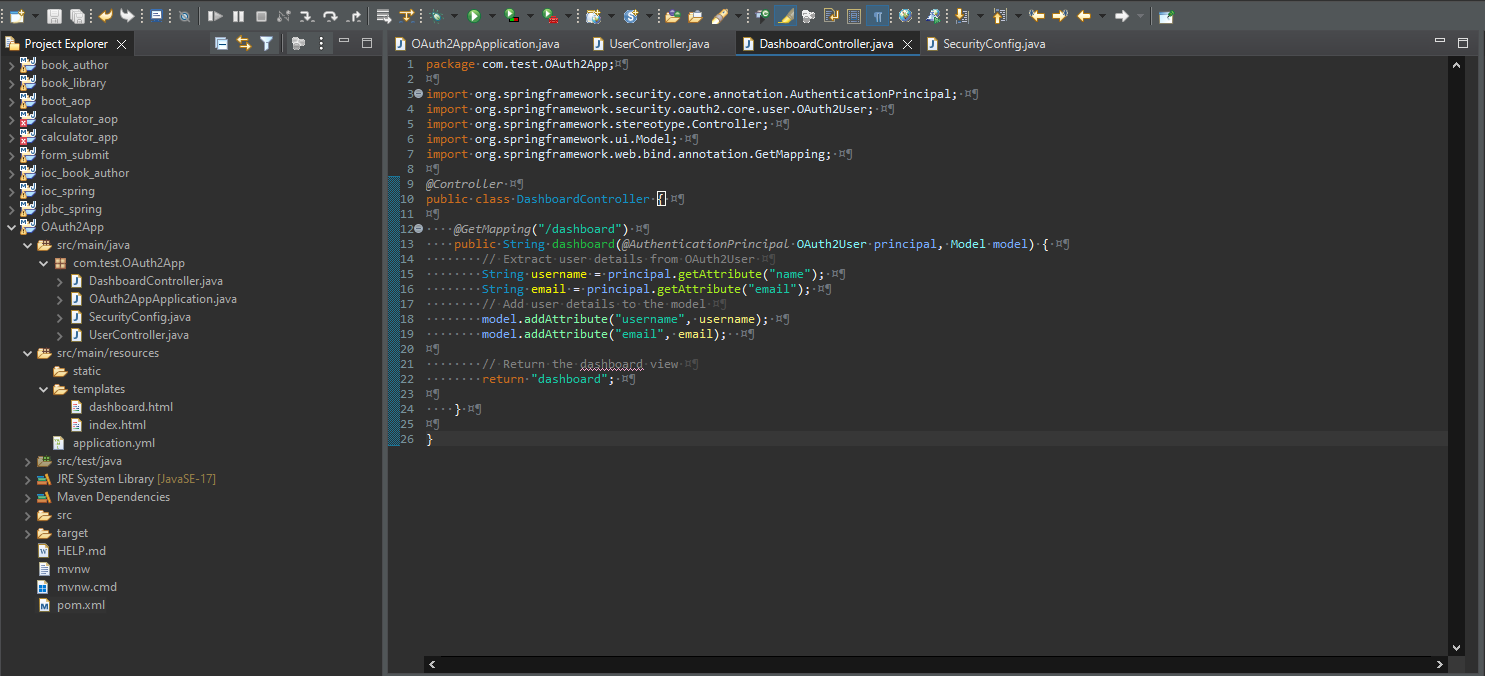 Project Explorer
book_author
book_library
boot_aop
calculator_aop
calculator_app
form_submit
ioc_book_author
ioc_spring
jdbc_spring
OAuth2App
src/main/java
com.test.OAuth2App
DashboardController.java
OAuth2AppApplication.java
SecurityConfig.java
UserController.java
src/main/resources
static
templates
dashboard.html
index.html
application.yml
src/test/java
JRE System Library [JavaSE-17]
Maven Dependencies
src
target
HELP.md
mvnw
mvnw.cmd
pom.xml
OAuth2AppApplication.java UserController.java DashboardController.java SecurityConfig.java
1 package com.test.OAuth2App;¤¶
2 ¤¶
3 import·org.springframework.security.core.annotation.AuthenticationPrincipal;·¤¶
4 import·org.springframework.security.oauth2.core.user.OAuth2User;·¤¶
5 import·org.springframework.stereotype.Controller;·¤¶
6 import·org.springframework.ui.Model;·¤¶
7 import·org.springframework.web.bind.annotation.GetMapping;·¤¶
8 ¤¶
9 @Controller·¤¶
10 public·class·DashboardController·{·¤¶
11 ¤¶
12 ····@GetMapping("/dashboard")·¤¶
13 ····public·String·dashboard(@AuthenticationPrincipal·OAuth2User·principal,·Model·model)·{·¤¶
14 ········//·Extract·user·details·from·OAuth2User·¤¶
15 ········String·username·=·principal.getAttribute("name");·¤¶
16 ········String·email·=·principal.getAttribute("email");·¤¶
17 ········//·Add·user·details·to·the·model·¤¶
18 ········model.addAttribute("username",·username);·¤¶
19 ········model.addAttribute("email",·email);··¤¶
20 ¤¶
21 ········//·Return·the·dashboard·view·¤¶
22 ········return·"dashboard";·¤¶
23 ¤¶
24 ····}·¤¶
25 ¤¶
26 }